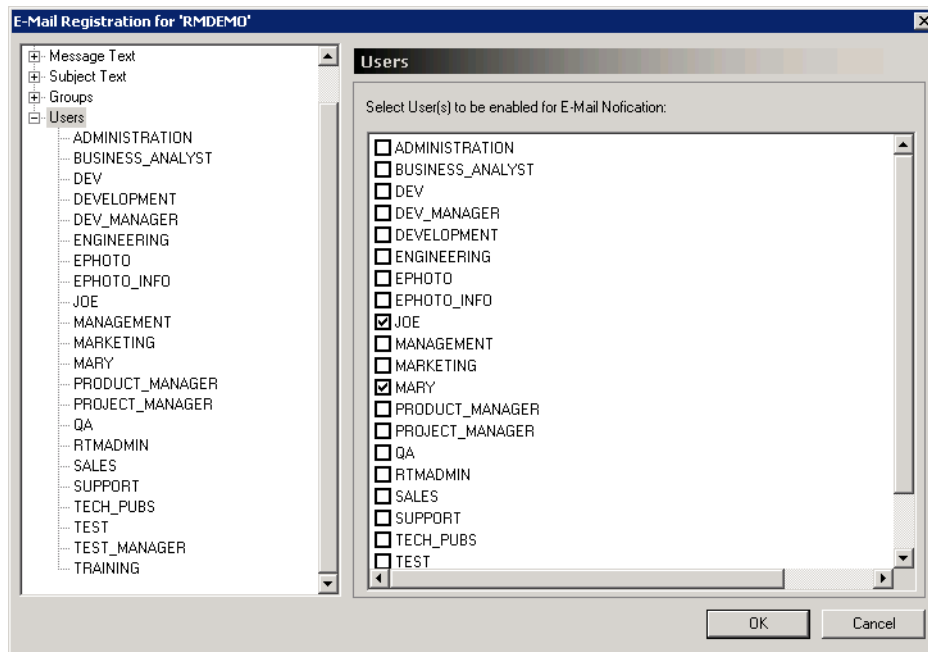 E-Mail Registration for 'RMDEMO'
Message Text
Subject Text
Groups
Users
ADMINISTRATION
BUSINESS_ANALYST
DEV
DEVELOPMENT
DEV_MANAGER
ENGINEERING
EPHOTO
EPHOTO_INFO
JOE
MANAGEMENT
MARKETING
MARY
PRODUCT_MANAGER
PROJECT_MANAGER
QA
RTMADMIN
SALES
SUPPORT
TECH_PUBS
TEST
TEST_MANAGER
TRAINING
Users
Select User(s) to be enabled for E-Mail Nofication:
ADMINISTRATION
BUSINESS_ANALYST
DEV
DEV_MANAGER
DEVELOPMENT
ENGINEERING
EPHOTO
EPHOTO_INFO
JOE
MANAGEMENT
MARKETING
MARY
PRODUCT_MANAGER
PROJECT_MANAGER
QA
RTMADMIN
SALES
SUPPORT
TECH_PUBS
TEST
OK
Cancel